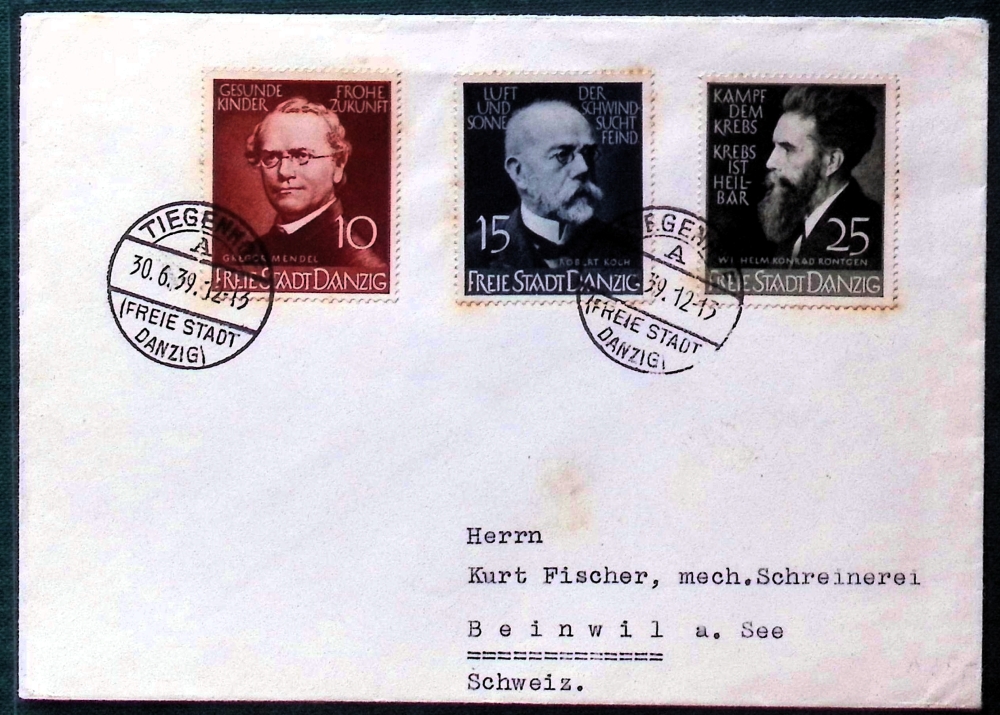 GESUNDE FROHE
KINDER ZUKUNFT
10
GREGOR MENDEL
FREIE STADT DANZIG
LUFT DER
UND SCHWIND-
SONNE SUCHT
FEIND
15
ROBERT KOCH
FREIE STADT DANZIG
KAMPF
DEM
KREBS
KREBS
IST
HEIL-
BAR
25
WILHELM KONRAD RÖNTGEN
FREIE STADT DANZIG
A
30.6.39.12-13
(FREIE STADT
DANZIG)
A
39.12-13
(FREIE STADT
DANZIG)
Herrn
Kurt Fischer, mech.Schreinerei
B e i n w i l a. See
=============
Schweiz.